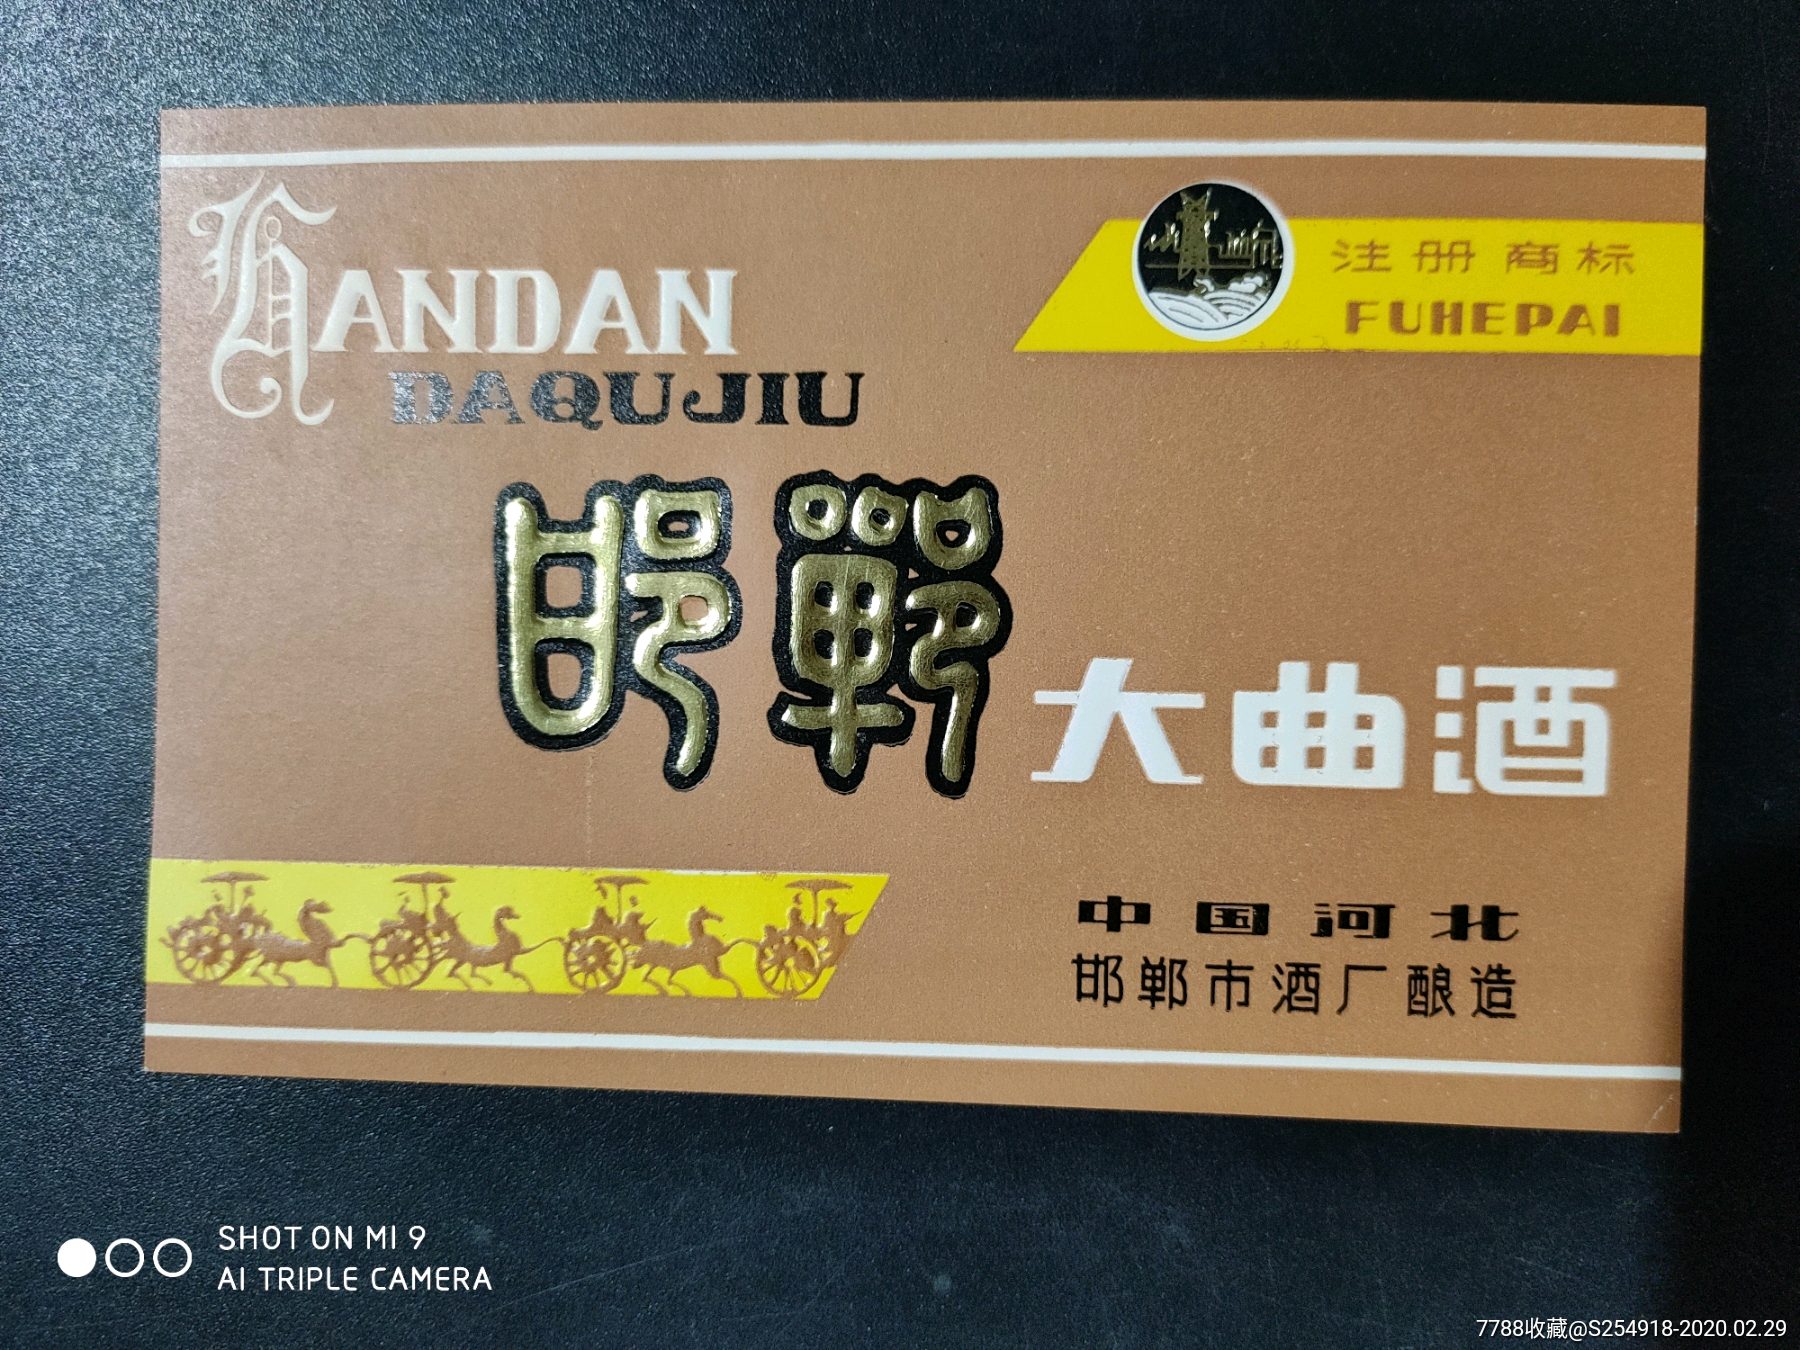 HANDAN
DAQUJIU
注册商标
FUHEPAI
邯鄲
大曲酒
中国河北
邯郸市酒厂酿造
SHOT ON MI 9
AI TRIPLE CAMERA
7788收藏@S254918-2020.02.29